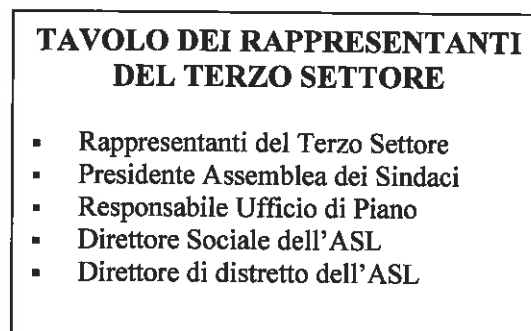 TAVOLO DEI RAPPRESENTANTI
DEL TERZO SETTORE
▪ Rappresentanti del Terzo Settore
▪ Presidente Assemblea dei Sindaci
▪ Responsabile Ufficio di Piano
▪ Direttore Sociale dell'ASL
▪ Direttore di distretto dell'ASL